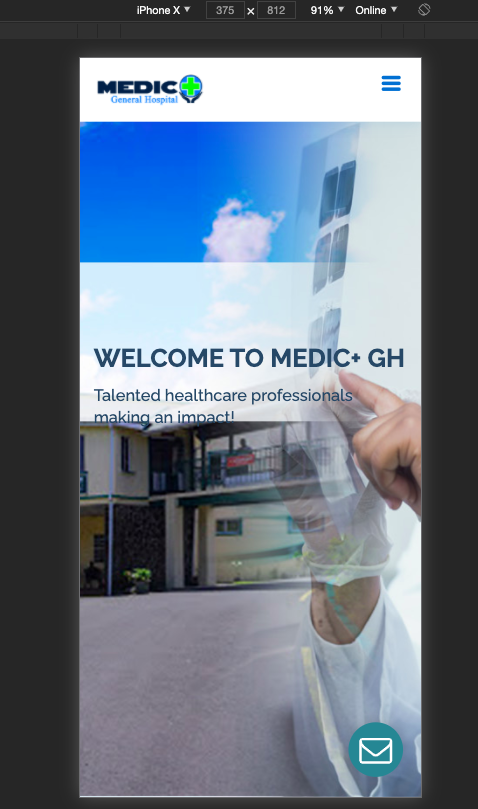 iPhone X ▼ 375 × 812 91% ▼ Online ▼
MEDIC
General Hospital
WELCOME TO MEDIC+ GH
Talented healthcare professionals
making an impact!